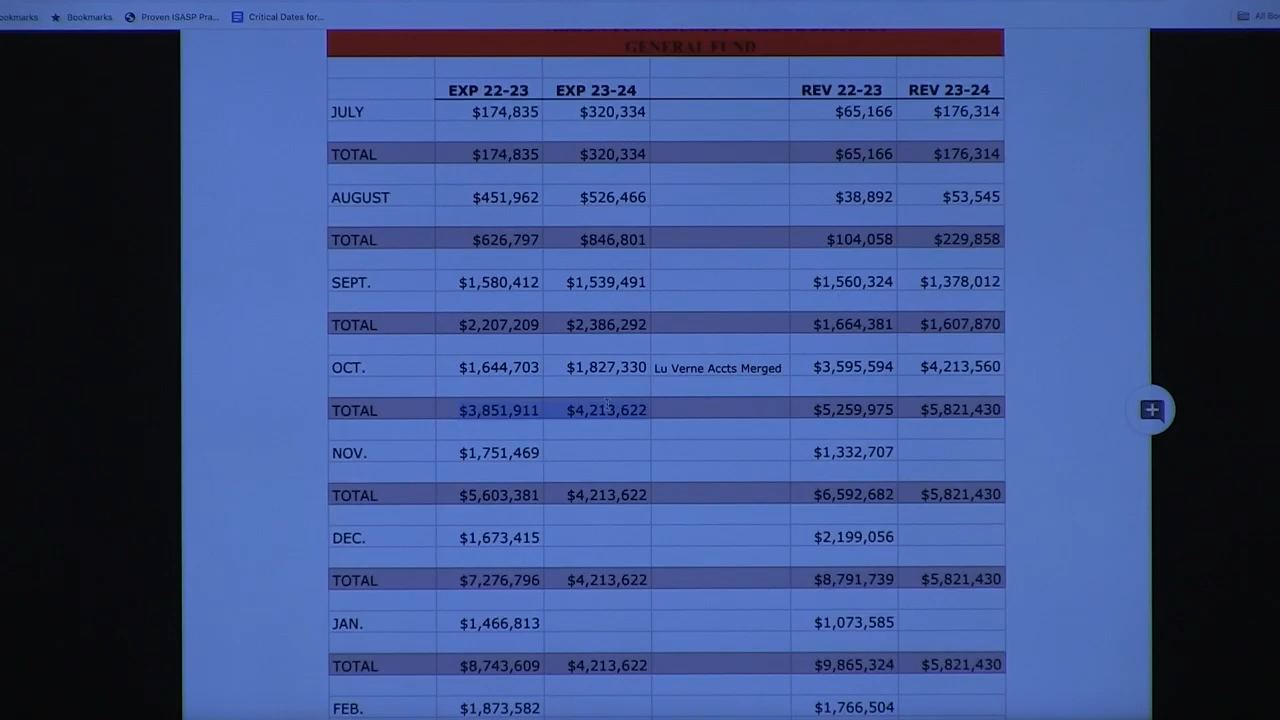 ookmarks Bookmarks Proven ISASP Pra... Critical Dates for... All Boo
GENERAL FUND
EXP 22-23 EXP 23-24 REV 22-23 REV 23-24
JULY $174,835 $320,334 $65,166 $176,314
TOTAL $174,835 $320,334 $65,166 $176,314
AUGUST $451,962 $526,466 $38,892 $53,545
TOTAL $626,797 $846,801 $104,058 $229,858
SEPT. $1,580,412 $1,539,491 $1,560,324 $1,378,012
TOTAL $2,207,209 $2,386,292 $1,664,381 $1,607,870
OCT. $1,644,703 $1,827,330 Lu Verne Accts Merged $3,595,594 $4,213,560
TOTAL $3,851,911 $4,213,622 $5,259,975 $5,821,430
NOV. $1,751,469 $1,332,707
TOTAL $5,603,381 $4,213,622 $6,592,682 $5,821,430
DEC. $1,673,415 $2,199,056
TOTAL $7,276,796 $4,213,622 $8,791,739 $5,821,430
JAN. $1,466,813 $1,073,585
TOTAL $8,743,609 $4,213,622 $9,865,324 $5,821,430
FEB. $1,873,582 $1,766,504